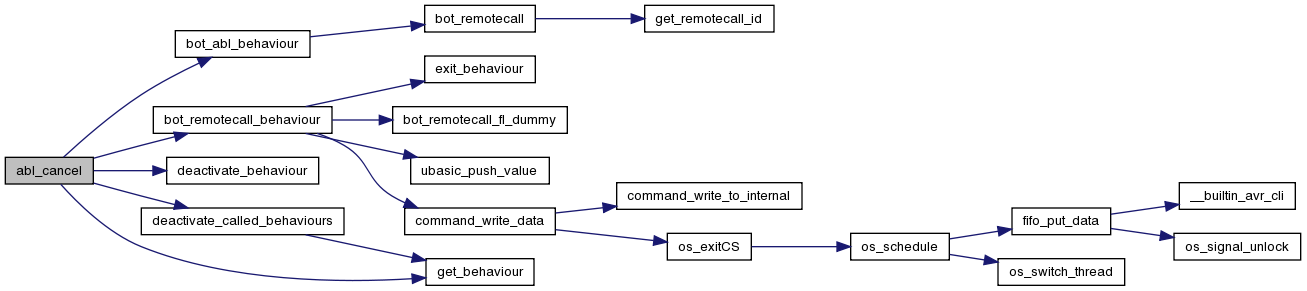 abl_cancel
bot_abl_behaviour
bot_remotecall
get_remotecall_id
bot_remotecall_behaviour
exit_behaviour
bot_remotecall_fl_dummy
ubasic_push_value
command_write_data
command_write_to_internal
os_exitCS
os_schedule
fifo_put_data
__builtin_avr_cli
os_signal_unlock
os_switch_thread
deactivate_behaviour
deactivate_called_behaviours
get_behaviour